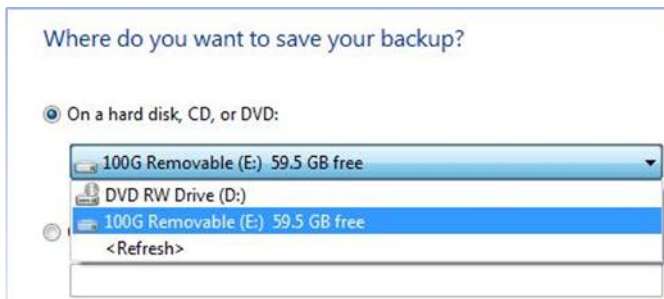 Where do you want to save your backup?
On a hard disk, CD, or DVD:
100G Removable (E:) 59.5 GB free
DVD RW Drive (D:)
100G Removable (E:) 59.5 GB free
<Refresh>